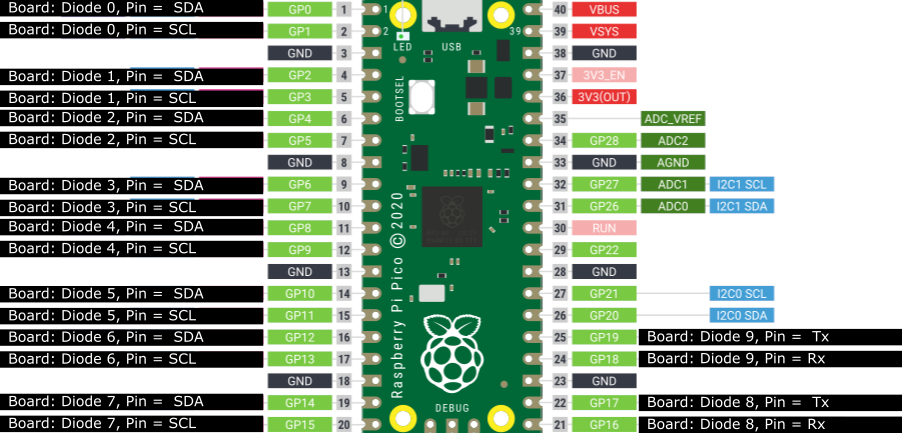 Board: Diode 0, Pin = SDA GP0 1 1 40 VBUS
Board: Diode 0, Pin = SCL GP1 2 2 LED USB 39 39 VSYS
GND 3 38 GND
Board: Diode 1, Pin = SDA GP2 4 37 3V3_EN
Board: Diode 1, Pin = SCL GP3 5 BOOTSEL 36 3V3(OUT)
Board: Diode 2, Pin = SDA GP4 6 35 ADC_VREF
Board: Diode 2, Pin = SCL GP5 7 34 GP28 ADC2
GND 8 33 GND AGND
Board: Diode 3, Pin = SDA GP6 9 32 GP27 ADC1 I2C1 SCL
Board: Diode 3, Pin = SCL GP7 10 31 GP26 ADC0 I2C1 SDA
Board: Diode 4, Pin = SDA GP8 11 30 RUN
Board: Diode 4, Pin = SCL GP9 12 29 GP22
GND 13 28 GND
Board: Diode 5, Pin = SDA GP10 14 27 GP21 I2C0 SCL
Board: Diode 5, Pin = SCL GP11 15 26 GP20 I2C0 SDA
Board: Diode 6, Pin = SDA GP12 16 25 GP19 Board: Diode 9, Pin = Tx
Board: Diode 6, Pin = SCL GP13 17 24 GP18 Board: Diode 9, Pin = Rx
GND 18 23 GND
Board: Diode 7, Pin = SDA GP14 19 22 GP17 Board: Diode 8, Pin = Tx
Board: Diode 7, Pin = SCL GP15 20 21 GP16 Board: Diode 8, Pin = Rx
Raspberry Pi Pico © 2020
DEBUG